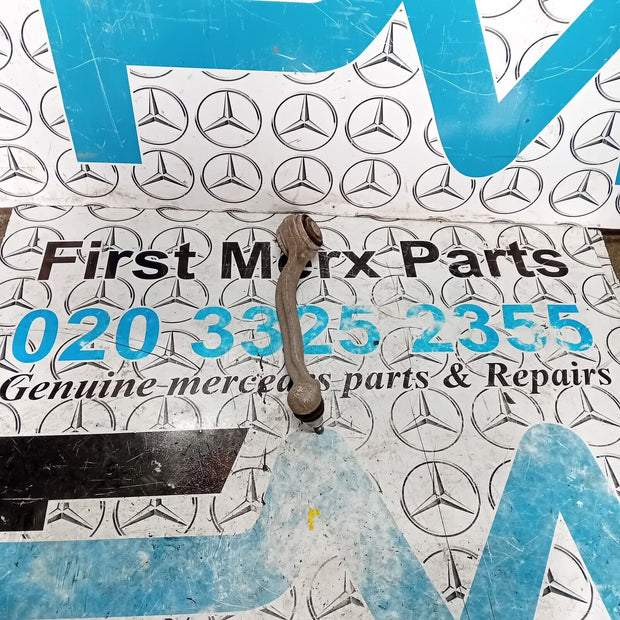 First Merx Parts
020 3325 2355
Genuine mercedes parts & Repairs